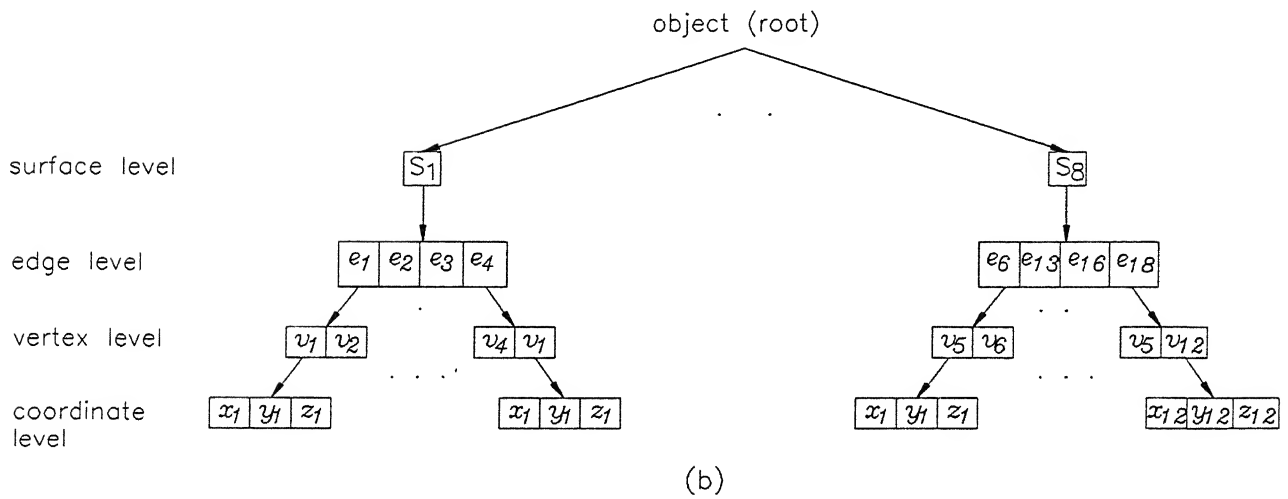 object (root)
surface level
S1
S8
edge level
e1 e2 e3 e4
e6 e13 e16 e18
vertex level
v1 v2
v4 v1
v5 v6
v5 v12
coordinate
level
x1 y1 z1
x1 y1 z1
x1 y1 z1
x12 y12 z12
(b)